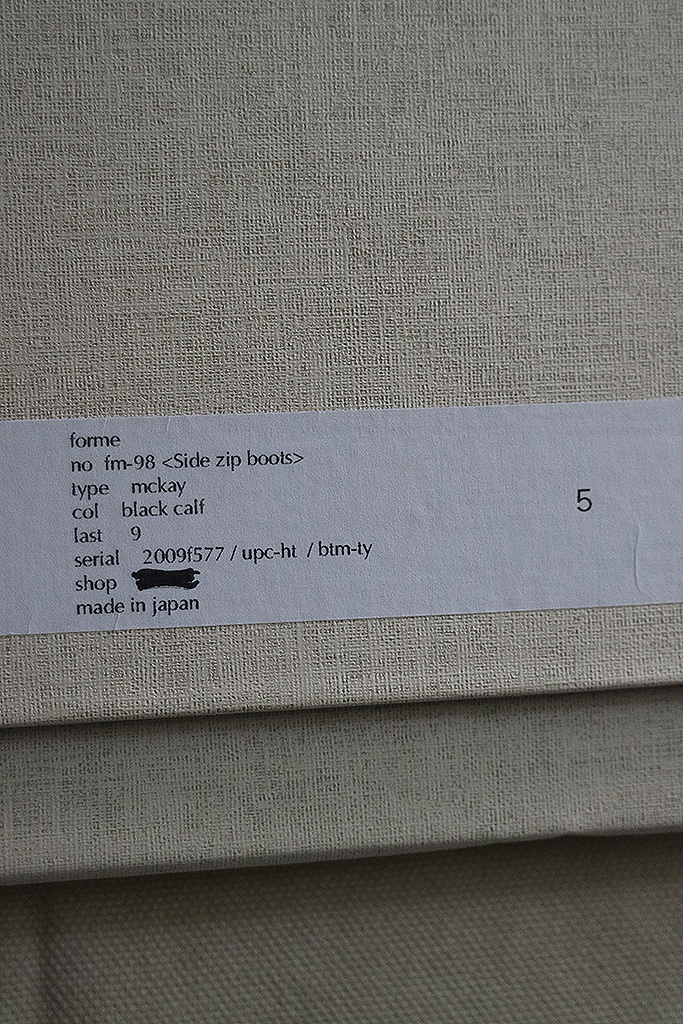 forme
no fm-98 <Side zip boots>
type mckay
col black calf
last 9
serial 2009f577 / upc-ht / btm-ty
shop
made in japan
5